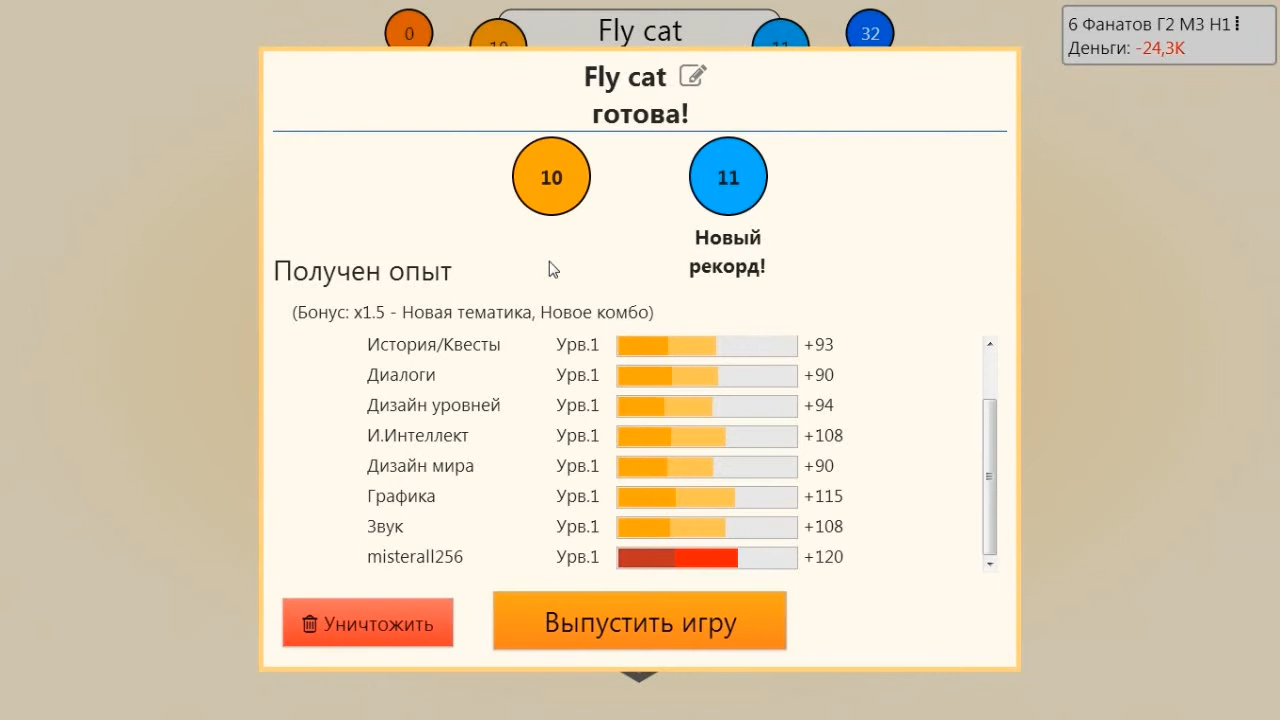 0
10
Fly cat
11
32
6 Фанатов Г2 М3 Н1
Деньги: -24,3K
Fly cat
готова!
10
11
Новый
рекорд!
Получен опыт
(Бонус: x1.5 - Новая тематика, Новое комбо)
История/Квесты Урв.1 +93
Диалоги Урв.1 +90
Дизайн уровней Урв.1 +94
И.Интеллект Урв.1 +108
Дизайн мира Урв.1 +90
Графика Урв.1 +115
Звук Урв.1 +108
misterall256 Урв.1 +120
Уничтожить
Выпустить игру